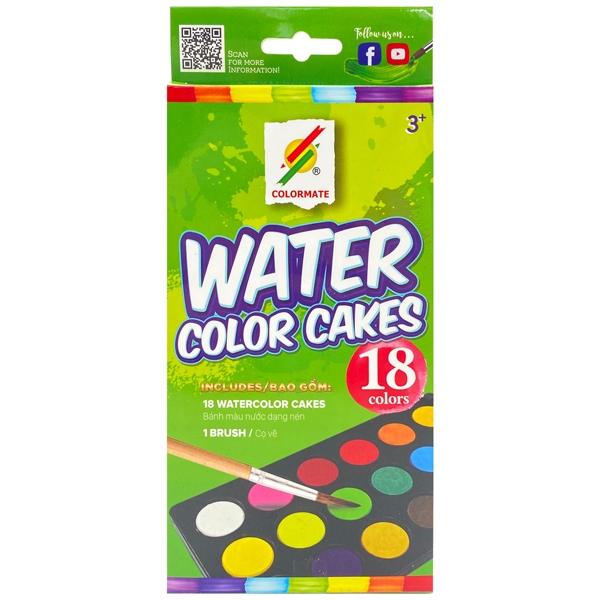 SCAN
FOR MORE
INFORMATION!
Follow us on...
3+
COLORMATE
®
WATER
COLOR CAKES
18
colors
INCLUDES/BAO GỒM:
18 WATERCOLOR CAKES
Bánh màu nước dạng nén
1 BRUSH / Cọ vẽ